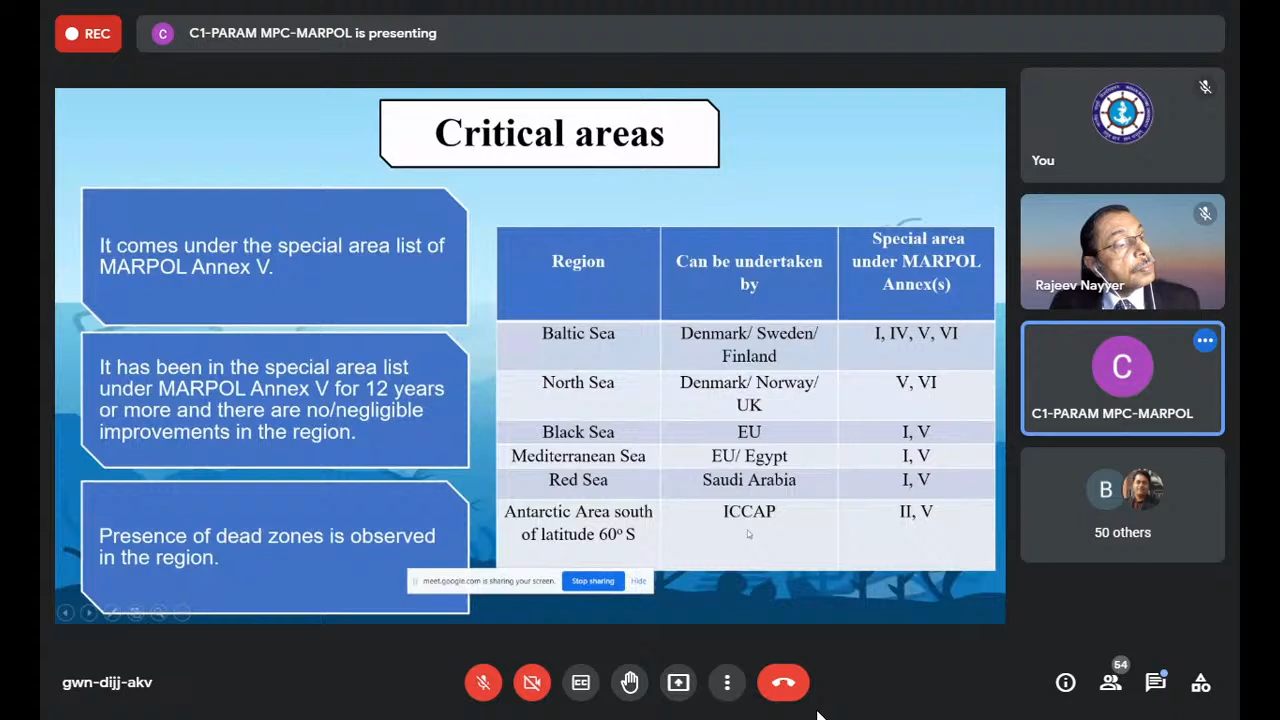 REC
C
C1-PARAM MPC-MARPOL is presenting
Critical areas
It comes under the special area list of
MARPOL Annex V.
It has been in the special area list
under MARPOL Annex V for 12 years
or more and there are no/negligible
improvements in the region.
Presence of dead zones is observed
in the region.
Region
Can be undertaken
by
Special area
under MARPOL
Annex(s)
Baltic Sea
Denmark/ Sweden/
Finland
I, IV, V, VI
North Sea
Denmark/ Norway/
UK
V, VI
Black Sea
EU
I, V
Mediterranean Sea
EU/ Egypt
I, V
Red Sea
Saudi Arabia
I, V
Antarctic Area south
of latitude 60º S
ICCAP
II, V
meet.google.com is sharing your screen.
Stop sharing
Hide
You
Rajeev Nayyer
C
C1-PARAM MPC-MARPOL
B
50 others
gwn-dijj-akv
CC
54